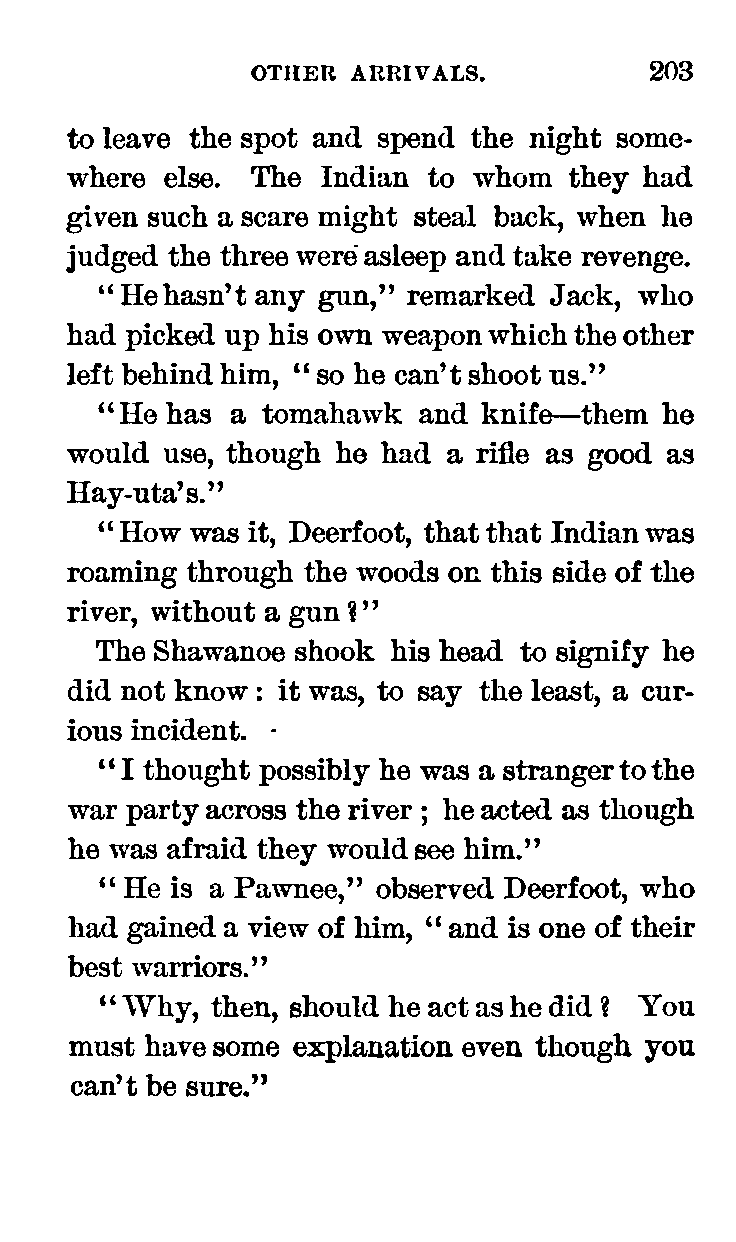 OTHER ARRIVALS. 203
to leave the spot and spend the night some-
where else. The Indian to whom they had
given such a scare might steal back, when he
judged the three were asleep and take revenge.
"He hasn't any gun," remarked Jack, who
had picked up his own weapon which the other
left behind him, "so he can't shoot us."
"He has a tomahawk and knife—them he
would use, though he had a rifle as good as
Hay-uta's."
"How was it, Deerfoot, that that Indian was
roaming through the woods on this side of the
river, without a gun?"
The Shawanoe shook his head to signify he
did not know: it was, to say the least, a cur-
ious incident.
"I thought possibly he was a stranger to the
war party across the river; he acted as though
he was afraid they would see him."
"He is a Pawnee," observed Deerfoot, who
had gained a view of him, "and is one of their
best warriors."
"Why, then, should he act as he did? You
must have some explanation even though you
can't be sure."